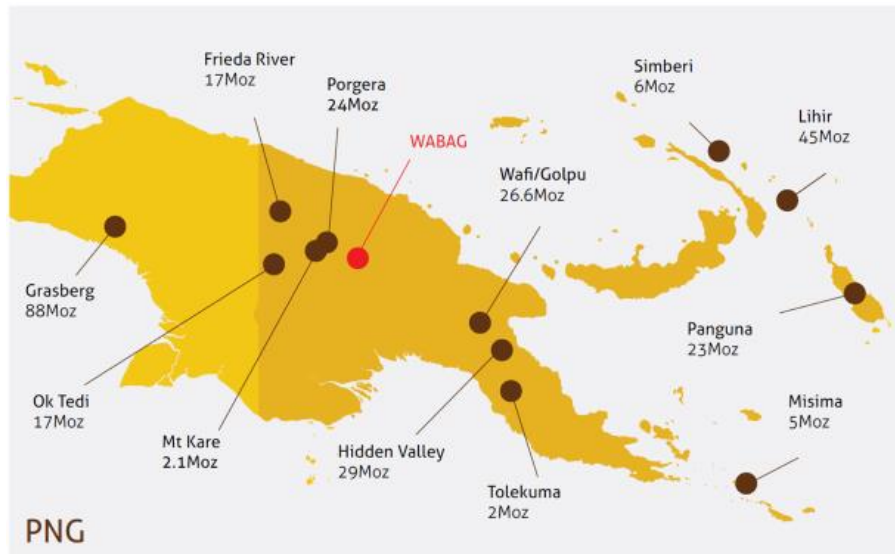 Frieda River
17Moz
Porgera
24Moz
WABAG
Simberi
6Moz
Lihir
45Moz
Wafi/Golpu
26.6Moz
Grasberg
88Moz
Panguna
23Moz
Ok Tedi
17Moz
Mt Kare
2.1Moz
Hidden Valley
29Moz
Tolekuma
2Moz
Misima
5Moz
PNG